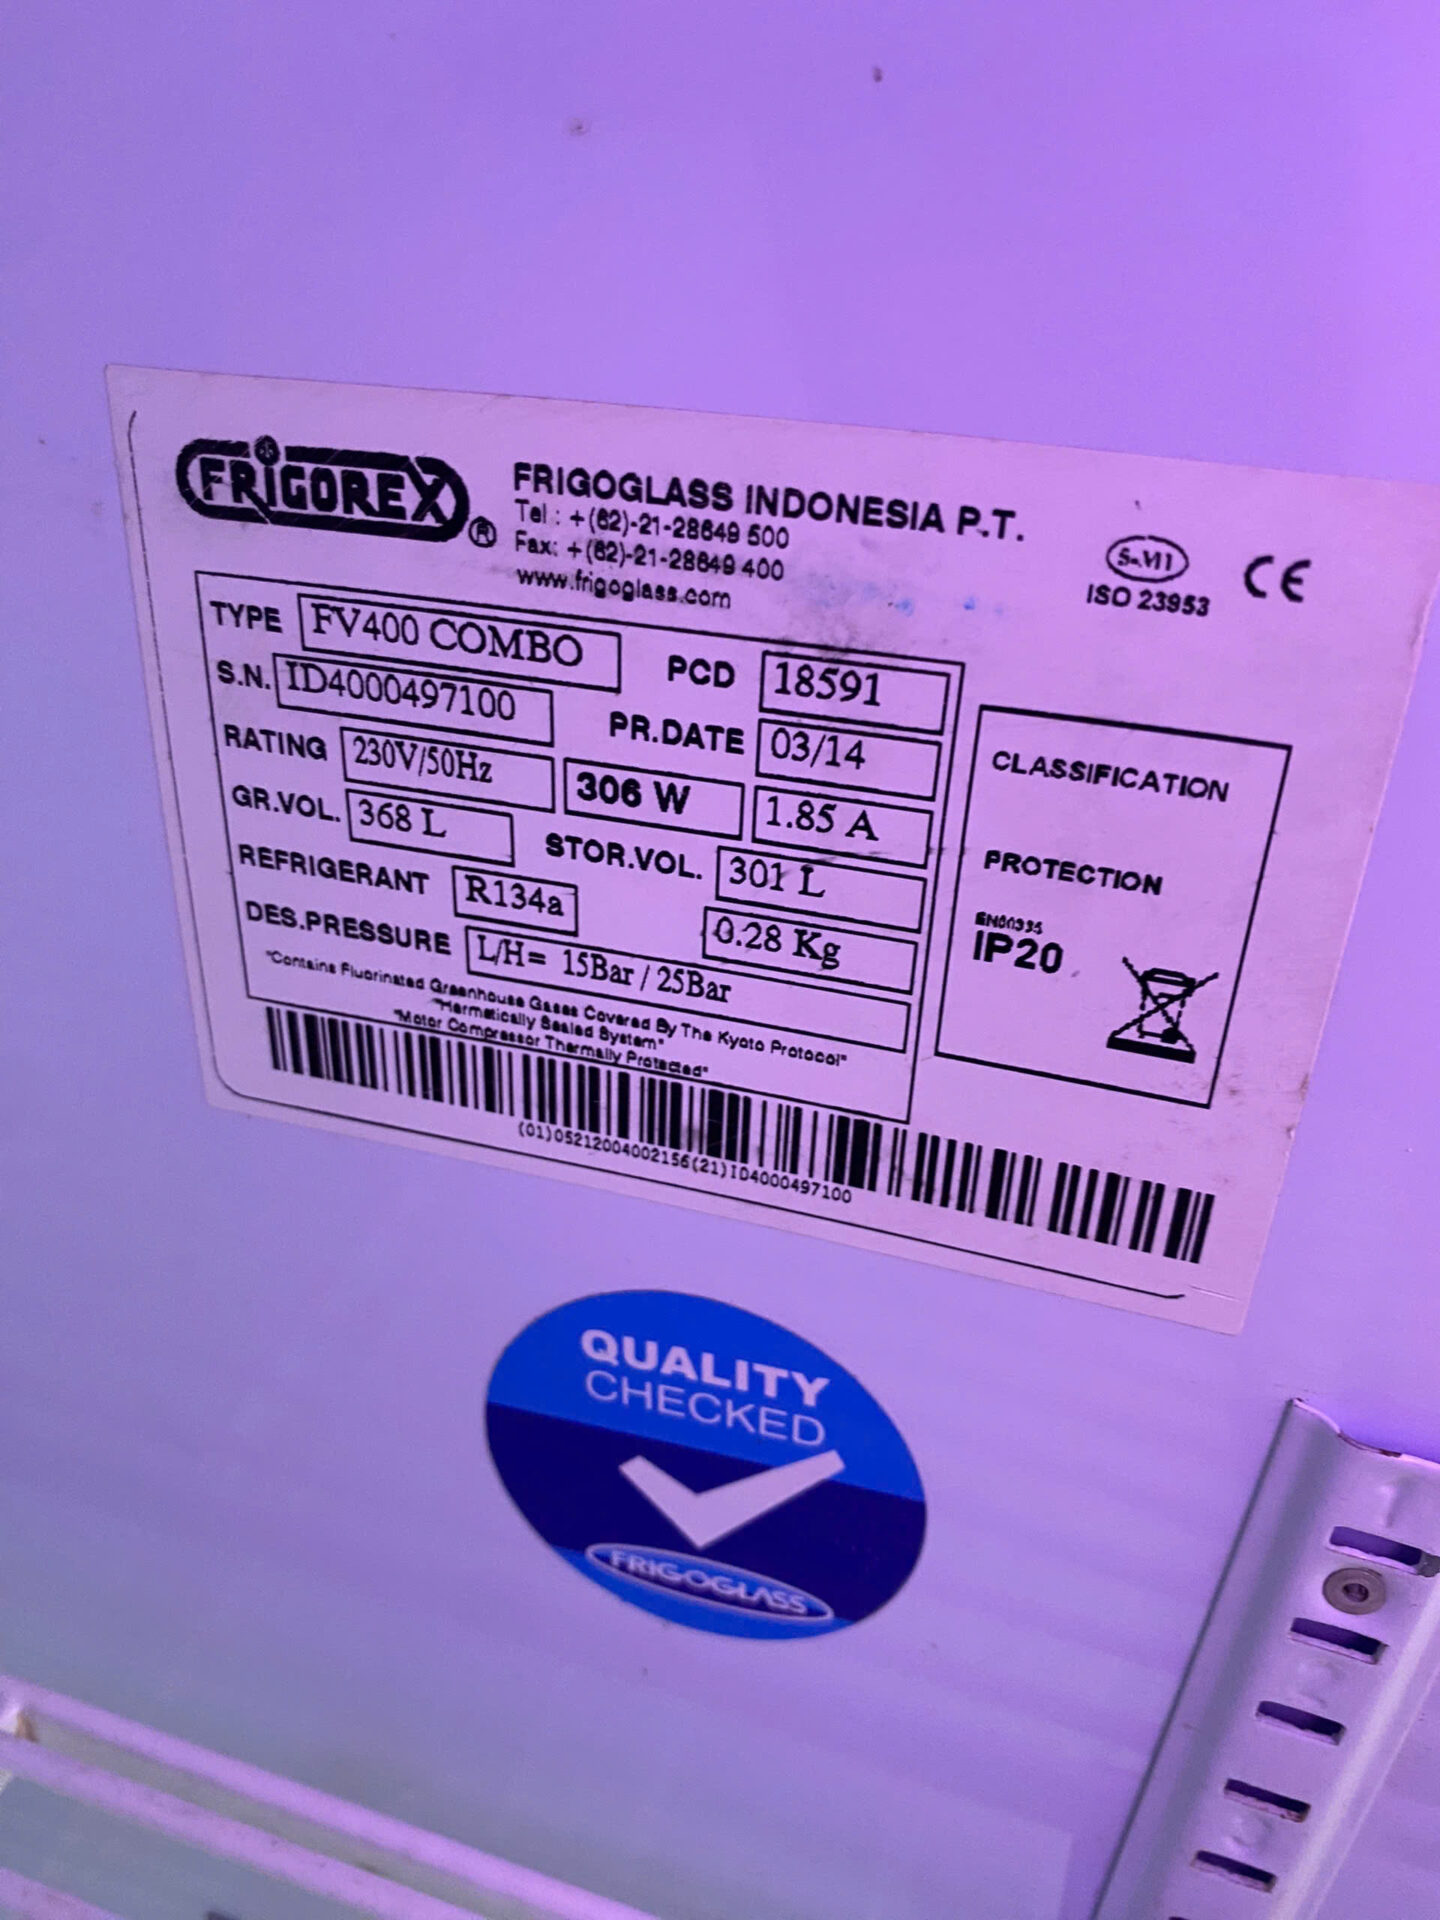 FRIGOREX ®
FRIGOGLASS INDONESIA P.T.
Tel : +(62)-21-28649 500
Fax: +(62)-21-28649 400
www.frigoglass.com
ISO 23953
CE
TYPE FV400 COMBO PCD 18591
S.N. ID4000497100 PR.DATE 03/14
RATING 230V/50Hz 306 W 1.85 A
GR.VOL. 368 L STOR.VOL. 301 L
REFRIGERANT R134a 0.28 Kg
DES.PRESSURE L/H= 15Bar / 25Bar
"Contains Fluorinated Greenhouse Gases Covered By The Kyoto Protocol"
"Hermetically Sealed System"
"Motor Compressor Thermally Protected"
CLASSIFICATION
PROTECTION
EN60335
IP20
(01)05212004002156(21)ID4000497100
QUALITY
CHECKED
FRIGOGLASS